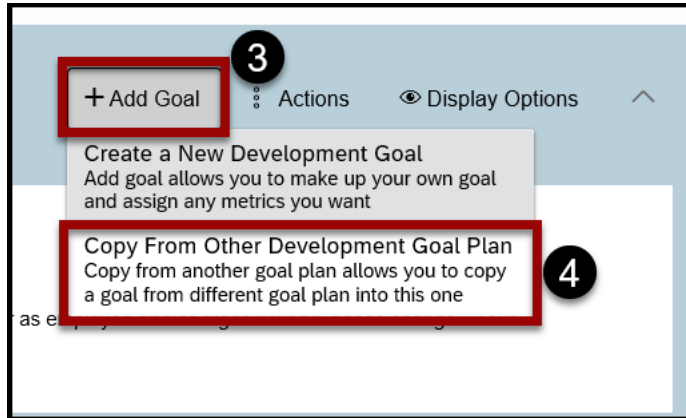 3
+ Add Goal Actions Display Options
Create a New Development Goal
Add goal allows you to make up your own goal
and assign any metrics you want
Copy From Other Development Goal Plan
Copy from another goal plan allows you to copy
a goal from different goal plan into this one
4
as